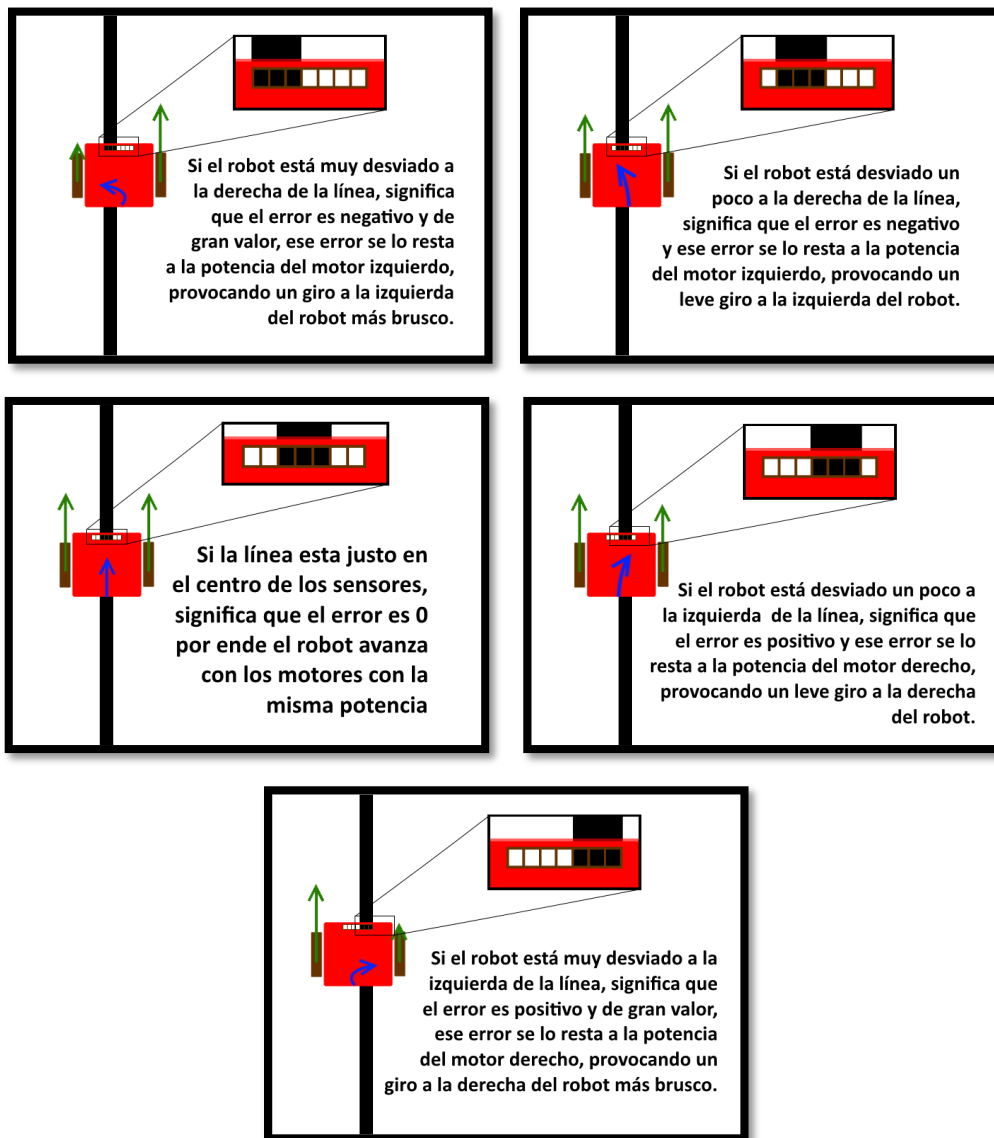 Si el robot está muy desviado a
la derecha de la línea, significa
que el error es negativo y de
gran valor, ese error se lo resta
a la potencia del motor izquierdo,
provocando un giro a la izquierda
del robot más brusco.
Si el robot está desviado un
poco a la derecha de la línea,
significa que el error es negativo
y ese error se lo resta a la potencia
del motor izquierdo, provocando un
leve giro a la izquierda del robot.
Si la línea esta justo en
el centro de los sensores,
significa que el error es 0
por ende el robot avanza
con los motores con la
misma potencia
Si el robot está desviado un poco a
la izquierda de la línea, significa que
el error es positivo y ese error se lo
resta a la potencia del motor derecho,
provocando un leve giro a la derecha
del robot.
Si el robot está muy desviado a la
izquierda de la línea, significa que
el error es positivo y de gran valor,
ese error se lo resta a la potencia
del motor derecho, provocando un
giro a la derecha del robot más brusco.